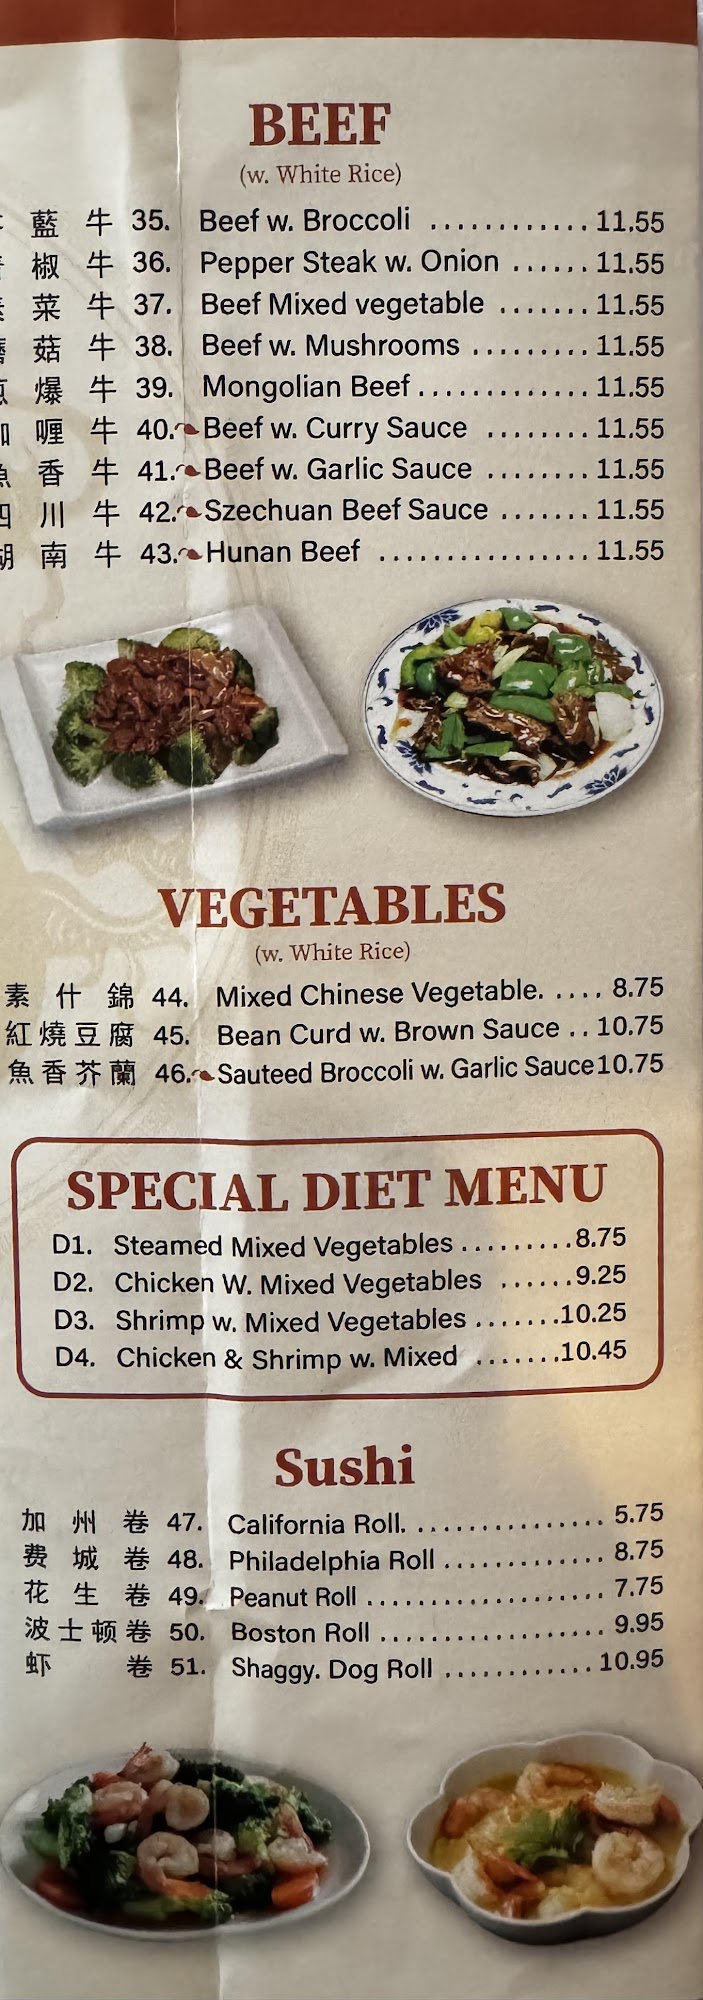 BEEF
(w. White Rice)
藍 牛 35. Beef w. Broccoli ............ 11.55
椒 牛 36. Pepper Steak w. Onion ...... 11.55
菜 牛 37. Beef Mixed vegetable ....... 11.55
菇 牛 38. Beef w. Mushrooms ......... 11.55
爆 牛 39. Mongolian Beef ............. 11.55
喱 牛 40. Beef w. Curry Sauce ........ 11.55
香 牛 41. Beef w. Garlic Sauce ........ 11.55
川 牛 42. Szechuan Beef Sauce ....... 11.55
南 牛 43. Hunan Beef ................ 11.55
VEGETABLES
(w. White Rice)
素 什 錦 44. Mixed Chinese Vegetable. .... 8.75
紅燒豆腐 45. Bean Curd w. Brown Sauce .. 10.75
魚香芥蘭 46. Sauteed Broccoli w. Garlic Sauce10.75
SPECIAL DIET MENU
D1. Steamed Mixed Vegetables .........8.75
D2. Chicken W. Mixed Vegetables ......9.25
D3. Shrimp w. Mixed Vegetables .......10.25
D4. Chicken & Shrimp w. Mixed .......10.45
Sushi
加 州 卷 47. California Roll. ................ 5.75
费 城 卷 48. Philadelphia Roll ............. 8.75
花 生 卷 49. Peanut Roll .................... 7.75
波士顿卷 50. Boston Roll ................... 9.95
虾 卷 51. Shaggy. Dog Roll ............ 10.95